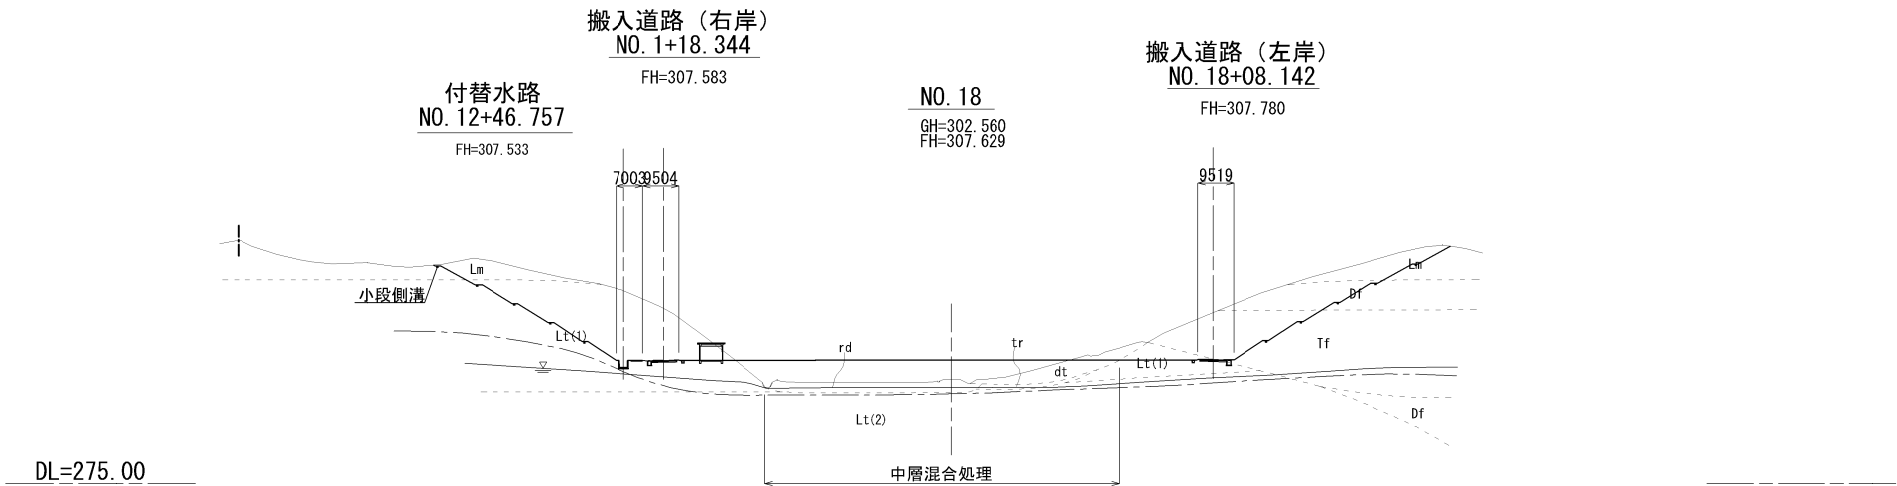 搬入道路（右岸）
NO.1+18.344
FH=307.583
搬入道路（左岸）
NO.18+08.142
FH=307.780
付替水路
NO.12+46.757
FH=307.533
NO.18
GH=302.560
FH=307.629
7003
9504
9519
Lm
Lm
小段側溝
Df
Lt(1)
rd
tr
Tf
Lt(1)
dt
Lt(2)
Df
中層混合処理
DL=275.00